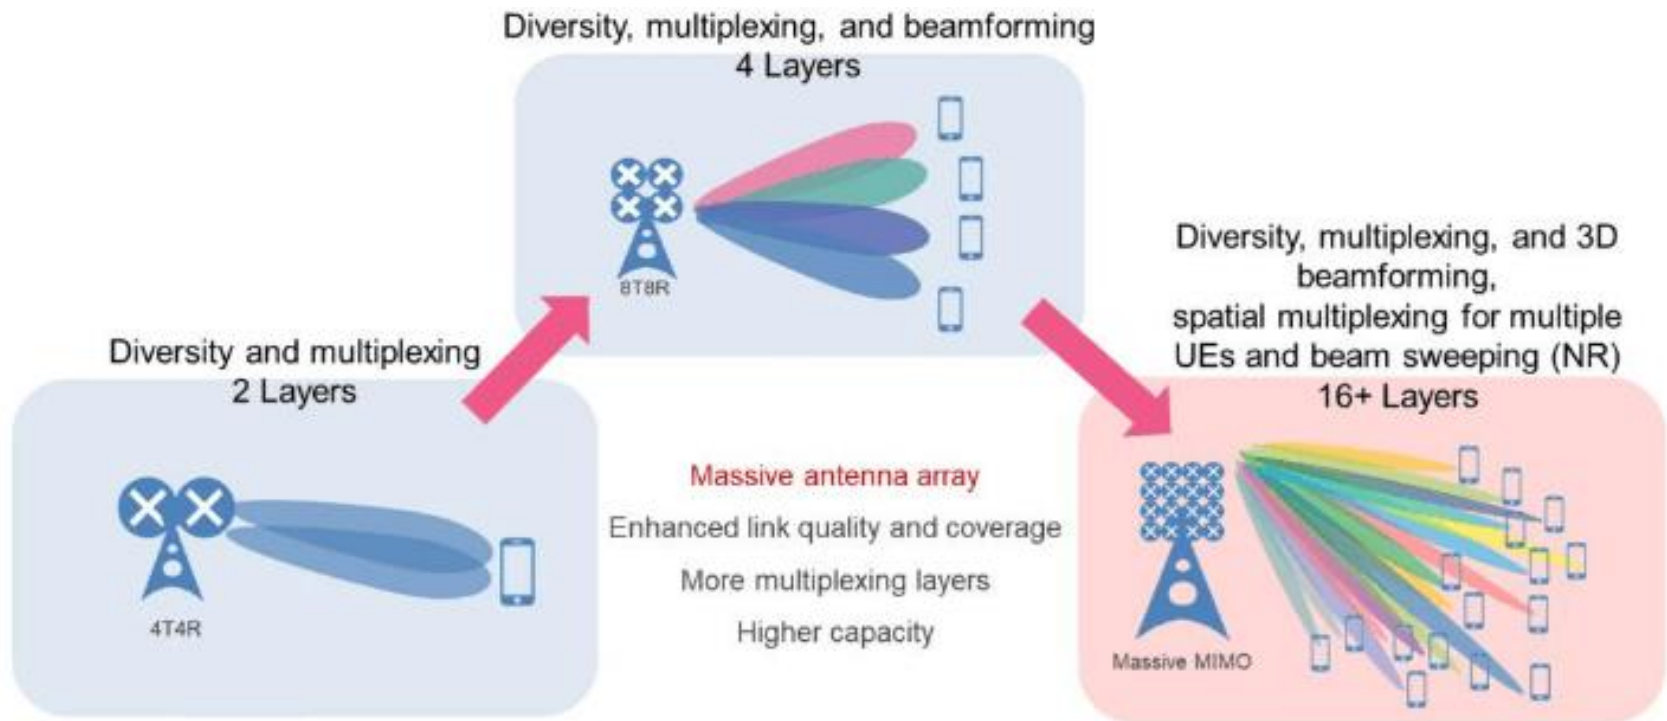 Diversity, multiplexing, and beamforming
4 Layers
8T8R
Diversity and multiplexing
2 Layers
4T4R
Massive antenna array
Enhanced link quality and coverage
More multiplexing layers
Higher capacity
Diversity, multiplexing, and 3D
beamforming,
spatial multiplexing for multiple
UEs and beam sweeping (NR)
16+ Layers
Massive MIMO